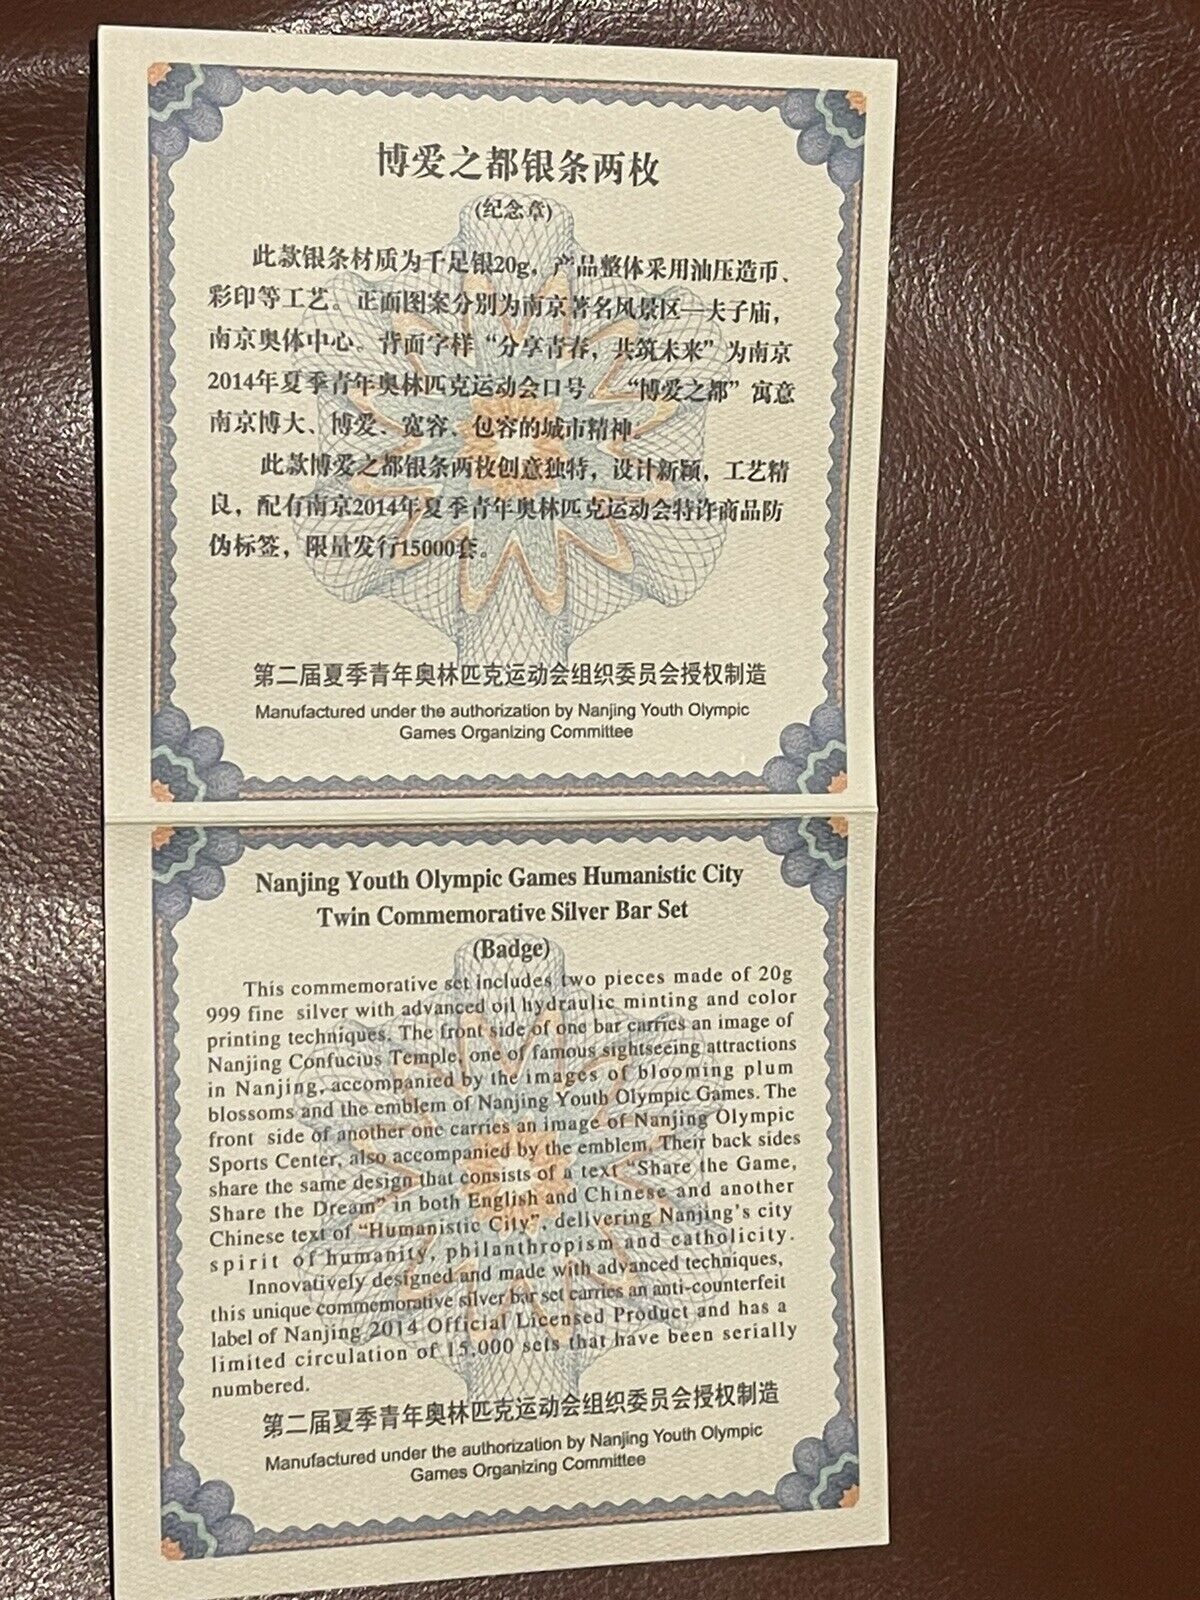 博爱之都银条两枚
(纪念章)
此款银条材质为千足银20g，产品整体采用油压造币、
彩印等工艺。正面图案分别为南京著名风景区—夫子庙，
南京奥体中心。背面字样“分享青春，共筑未来”为南京
2014年夏季青年奥林匹克运动会口号，“博爱之都”寓意
南京博大、博爱、宽容、包容的城市精神。
此款博爱之都银条两枚创意独特，设计新颖，工艺精
良，配有南京2014年夏季青年奥林匹克运动会特许商品防
伪标签，限量发行15000套。
第二届夏季青年奥林匹克运动会组织委员会授权制造
Manufactured under the authorization by Nanjing Youth Olympic
Games Organizing Committee
Nanjing Youth Olympic Games Humanistic City
Twin Commemorative Silver Bar Set
(Badge)
This commemorative set includes two pieces made of 20g
999 fine silver with advanced oil hydraulic minting and color
printing techniques. The front side of one bar carries an image of
Nanjing Confucius Temple, one of famous sightseeing attractions
in Nanjing, accompanied by the images of blooming plum
blossoms and the emblem of Nanjing Youth Olympic Games. The
front side of another one carries an image of Nanjing Olympic
Sports Center, also accompanied by the emblem. Their back sides
share the same design that consists of a text “Share the Game,
Share the Dream” in both English and Chinese and another
Chinese text of “Humanistic City”, delivering Nanjing's city
spirit of humanity, philanthropism and catholicity.
Innovatively designed and made with advanced techniques,
this unique commemorative silver bar set carries an anti-counterfeit
label of Nanjing 2014 Official Licensed Product and has a
limited circulation of 15,000 sets that have been serially
numbered.
第二届夏季青年奥林匹克运动会组织委员会授权制造
Manufactured under the authorization by Nanjing Youth Olympic
Games Organizing Committee